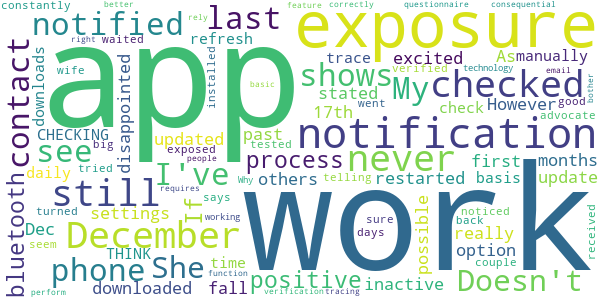 constantly better rely feature correctly questionnaire consequential
notified last exposure
right waited refresh
app
contact downloads wife installed shows trace excited As manually
My checked
verified technology email
stated 17th However good bother
CHECKING disappointed check went advocate
see big updated past tested notification
exposed people basic
daily tried I've process never first months
Why telling restarted basis update
still If others
bluetooth Dec turned settings says requires work
sure noticed really
December working days back possible option received
THINK She time couple
seem phone positive inactive Doesn't
downloaded fall function
perform verification tracing